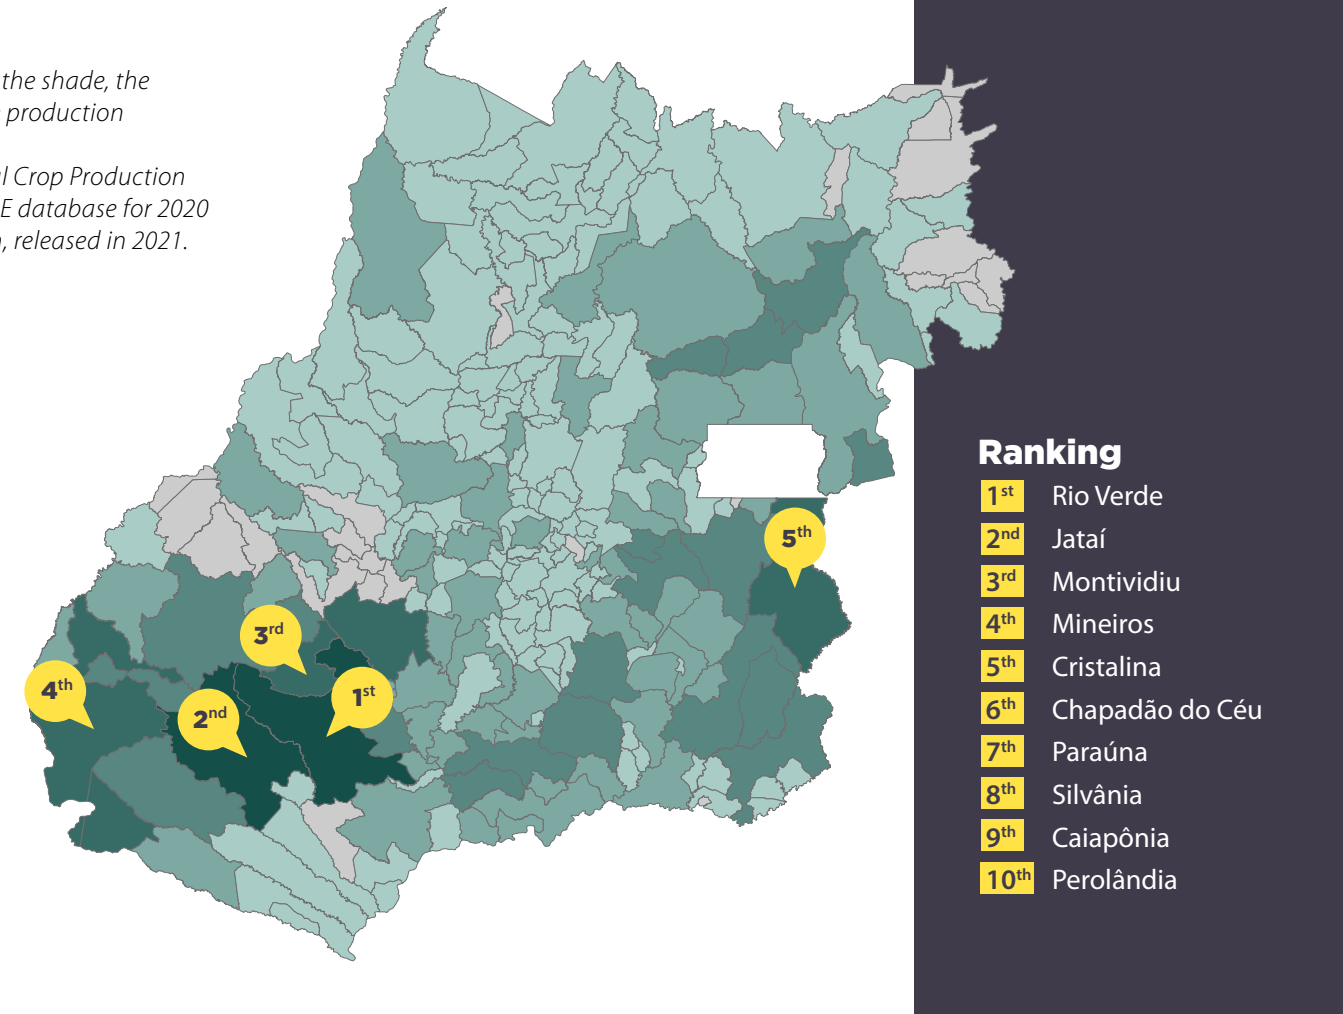 the shade, the
production
Crop Production
database for 2020
, released in 2021.
5th
3rd
4th
1st
2nd
Ranking
1st Rio Verde
2nd Jataí
3rd Montividiu
4th Mineiros
5th Cristalina
6th Chapadão do Céu
7th Paraúna
8th Silvânia
9th Caiapônia
10th Perolândia